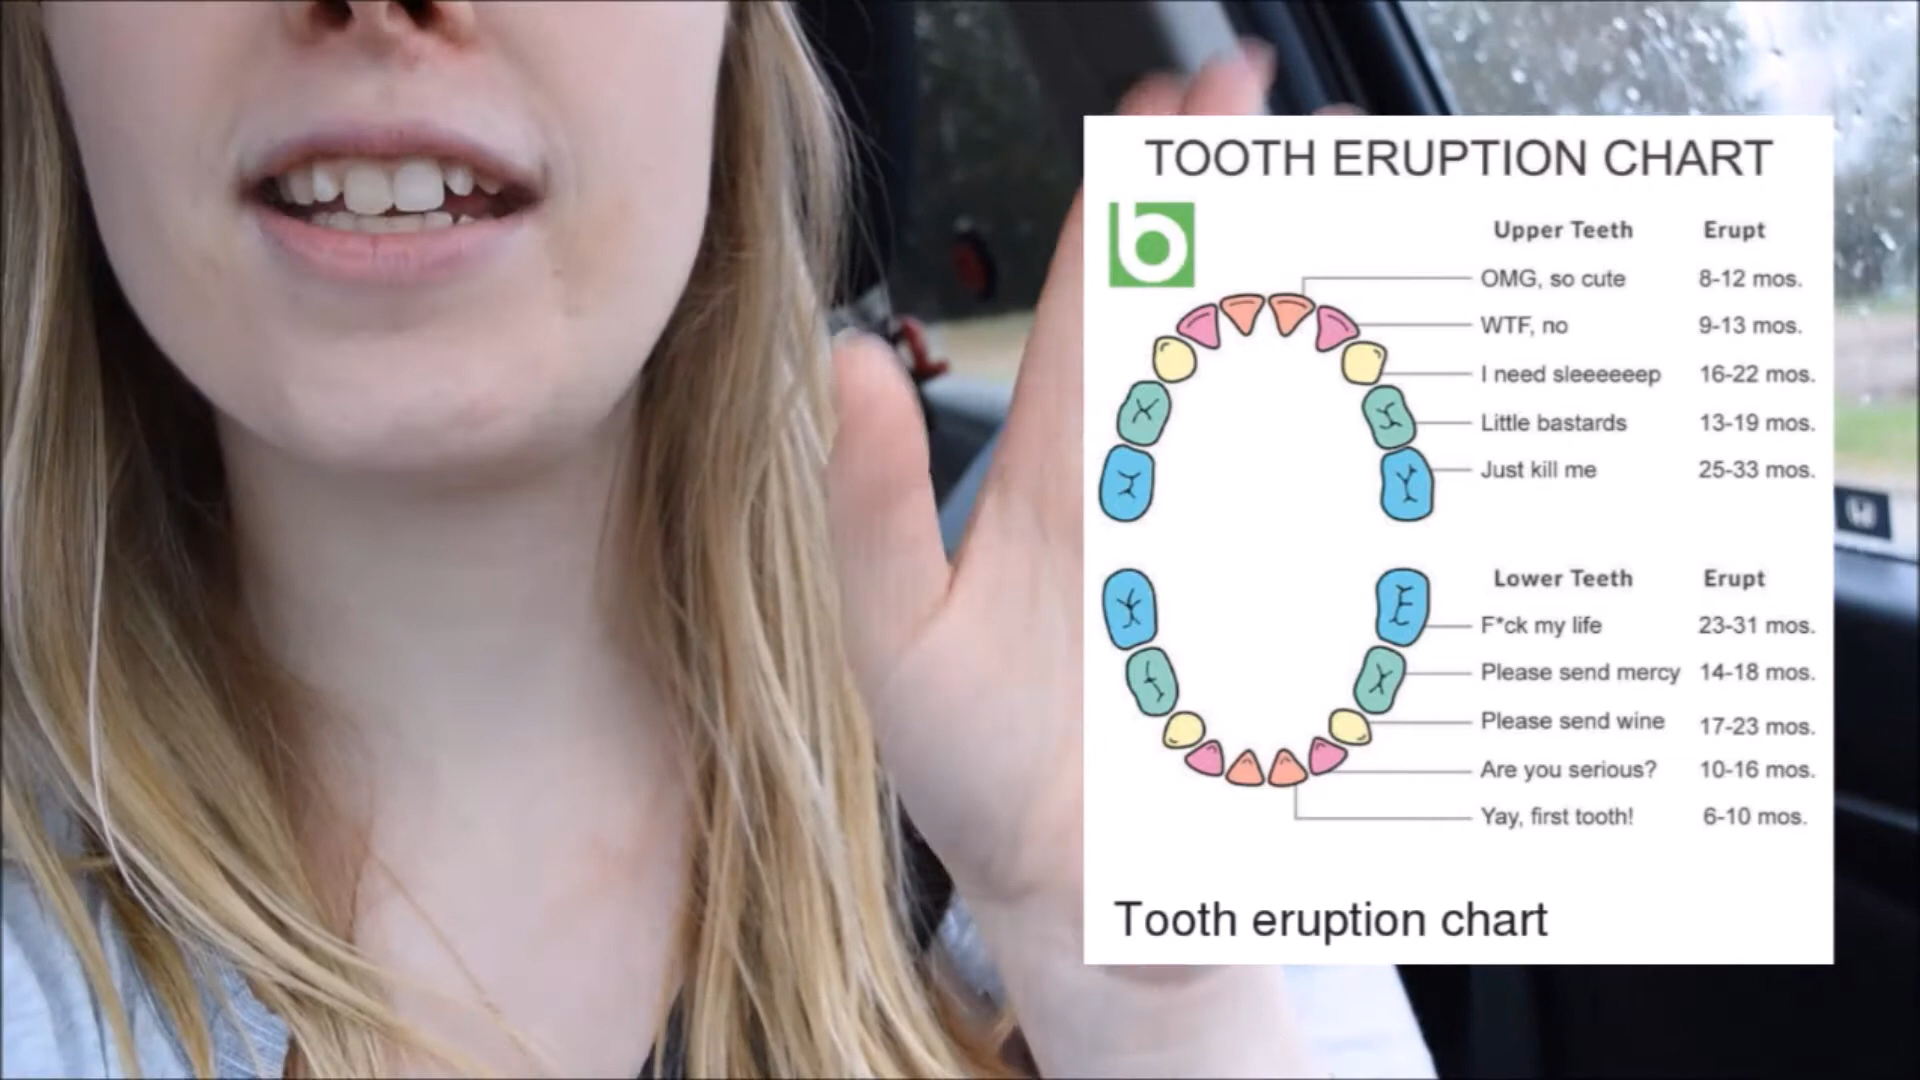 TOOTH ERUPTION CHART
b
Upper Teeth Erupt
OMG, so cute 8-12 mos.
WTF, no 9-13 mos.
I need sleeeeeep 16-22 mos.
Little bastards 13-19 mos.
Just kill me 25-33 mos.
Lower Teeth Erupt
F*ck my life 23-31 mos.
Please send mercy 14-18 mos.
Please send wine 17-23 mos.
Are you serious? 10-16 mos.
Yay, first tooth! 6-10 mos.
Tooth eruption chart